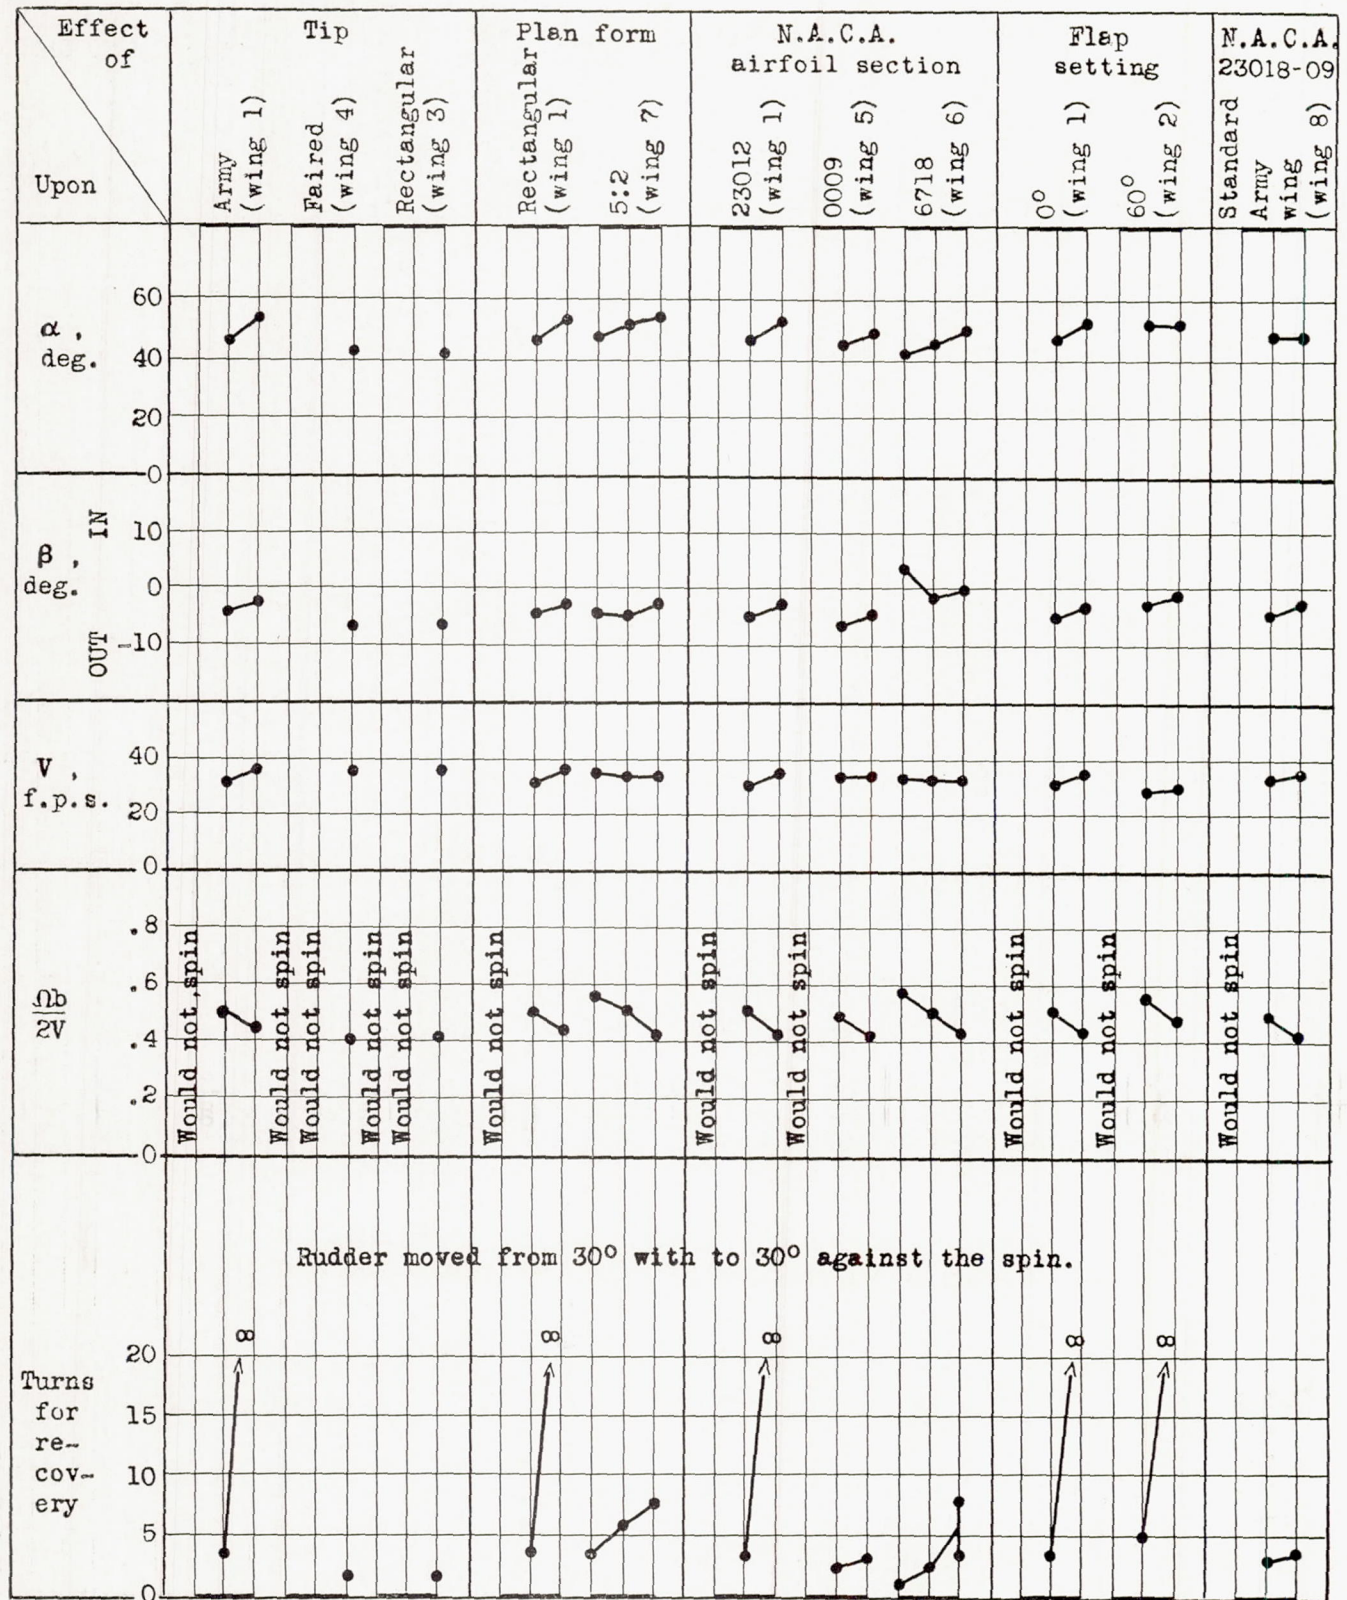 Effect
of
Upon
Tip
Army
(wing 1)
Faired
(wing 4)
Rectangular
(wing 3)
Plan form
Rectangular
(wing 1)
5:2
(wing 7)
N.A.C.A.
airfoil section
23012
(wing 1)
0009
(wing 5)
6718
(wing 6)
Flap
setting
0°
(wing 1)
60°
(wing 2)
N.A.C.A.
23018-09
Standard
Army
wing
(wing 8)
α ,
deg.
60
40
20
0
β ,
deg.
IN
OUT
10
0
-10
V ,
f.p.s.
40
20
0
Ωb
2V
.8
.6
.4
.2
0
Would not spin
Would not spin
Would not spin
Would not spin
Would not spin
Would not spin
Would not spin
Would not spin
Would not spin
Would not spin
Would not spin
Rudder moved from 30° with to 30° against the spin.
∞
∞
∞
∞
∞
Turns
for
re-
cov-
ery
20
15
10
5
0